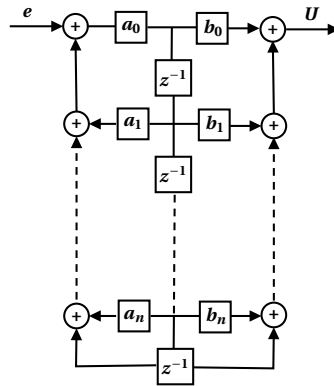 e + a₀ b₀ + U
z⁻¹
+ a₁ b₁ +
z⁻¹
+ aₙ bₙ +
z⁻¹